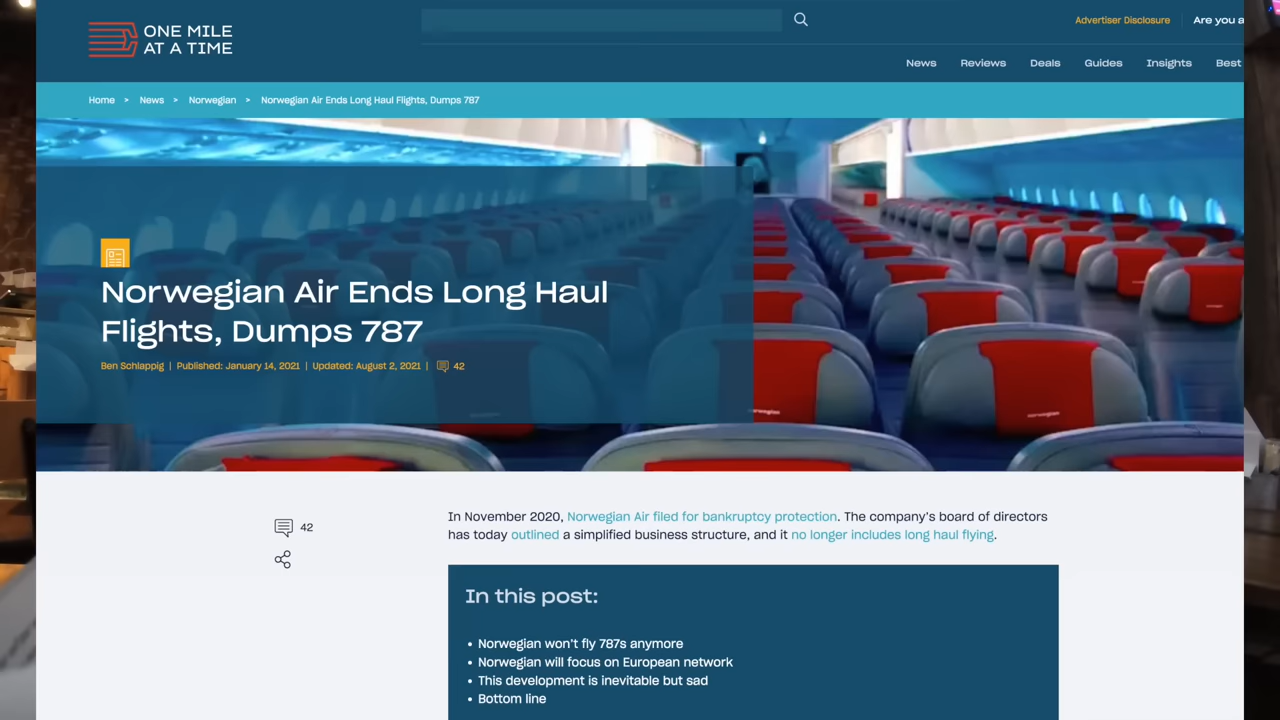 ONE MILE
AT A TIME
Advertiser Disclosure
Are you a
News Reviews Deals Guides Insights Best
Home > News > Norwegian > Norwegian Air Ends Long Haul Flights, Dumps 787
Norwegian Air Ends Long Haul
Flights, Dumps 787
Ben Schlappig | Published: January 14, 2021 | Updated: August 2, 2021 | 42
norwegian
norwegian
42
In November 2020, Norwegian Air filed for bankruptcy protection. The company's board of directors
has today outlined a simplified business structure, and it no longer includes long haul flying.
In this post:
• Norwegian won't fly 787s anymore
• Norwegian will focus on European network
• This development is inevitable but sad
• Bottom line